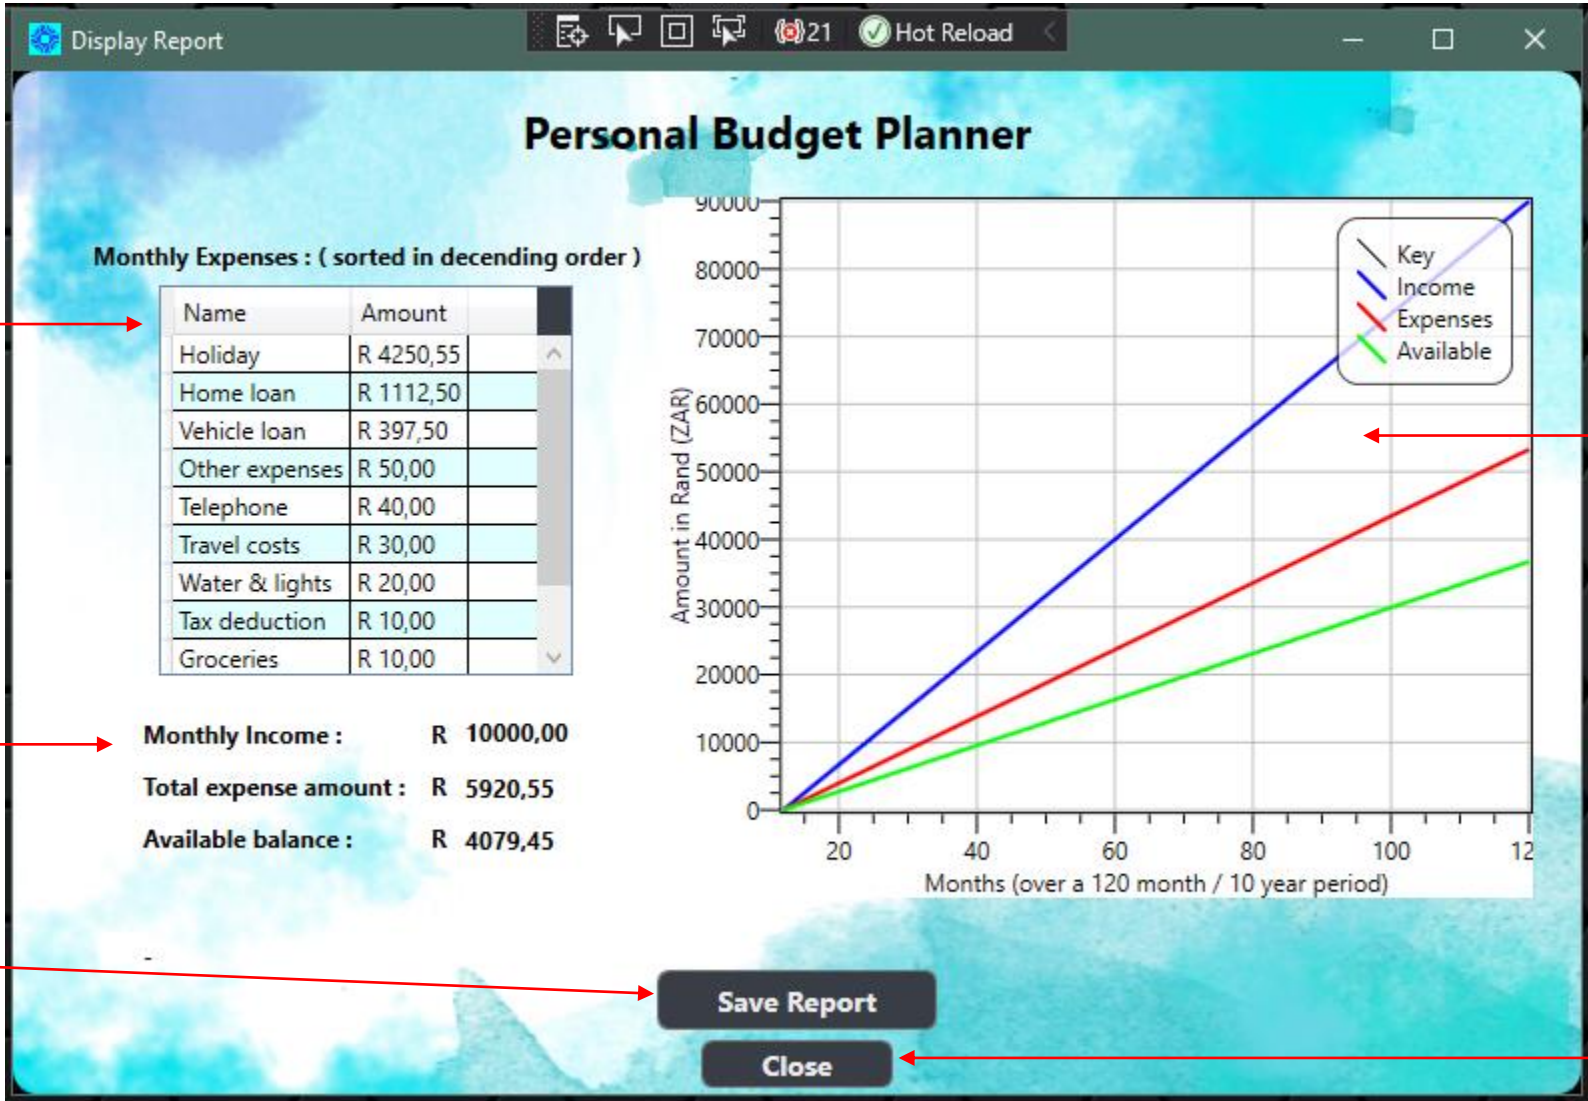 Display Report
21
Hot Reload
Personal Budget Planner
Monthly Expenses : ( sorted in decending order )
Name Amount
Holiday R 4250,55
Home loan R 1112,50
Vehicle loan R 397,50
Other expenses R 50,00
Telephone R 40,00
Travel costs R 30,00
Water & lights R 20,00
Tax deduction R 10,00
Groceries R 10,00
Monthly Income : R 10000,00
Total expense amount : R 5920,55
Available balance : R 4079,45
-
Amount in Rand (ZAR)
90000
80000
70000
60000
50000
40000
30000
20000
10000
0
Key
Income
Expenses
Available
20 40 60 80 100 12
Months (over a 120 month / 10 year period)
Save Report
Close